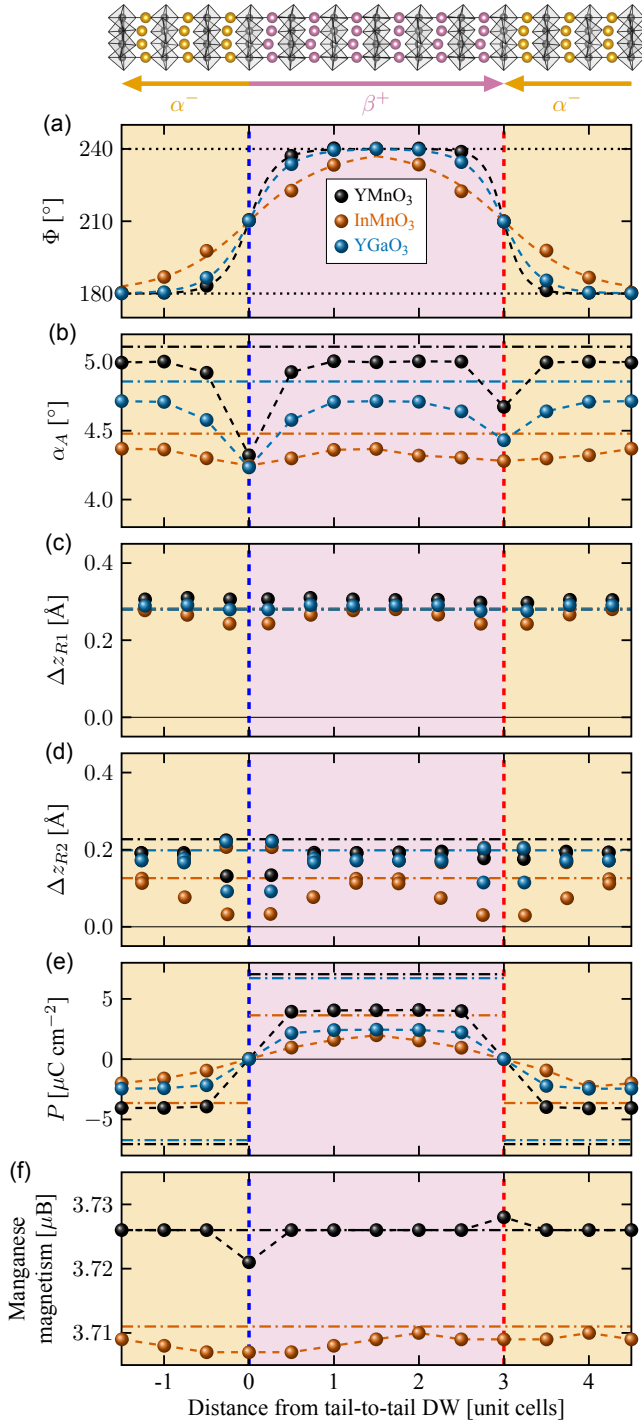 α⁻ β⁺ α⁻
(a)
240
210
180
Φ [°]
YMnO₃
InMnO₃
YGaO₃
(b)
5.0
4.5
4.0
α_A [°]
(c)
0.4
0.2
0.0
Δz_R1 [Å]
(d)
0.4
0.2
0.0
Δz_R2 [Å]
(e)
5
0
−5
P [μC cm⁻²]
(f)
3.73
3.72
3.71
Manganese
magnetism [μB]
-1 0 1 2 3 4
Distance from tail-to-tail DW [unit cells]